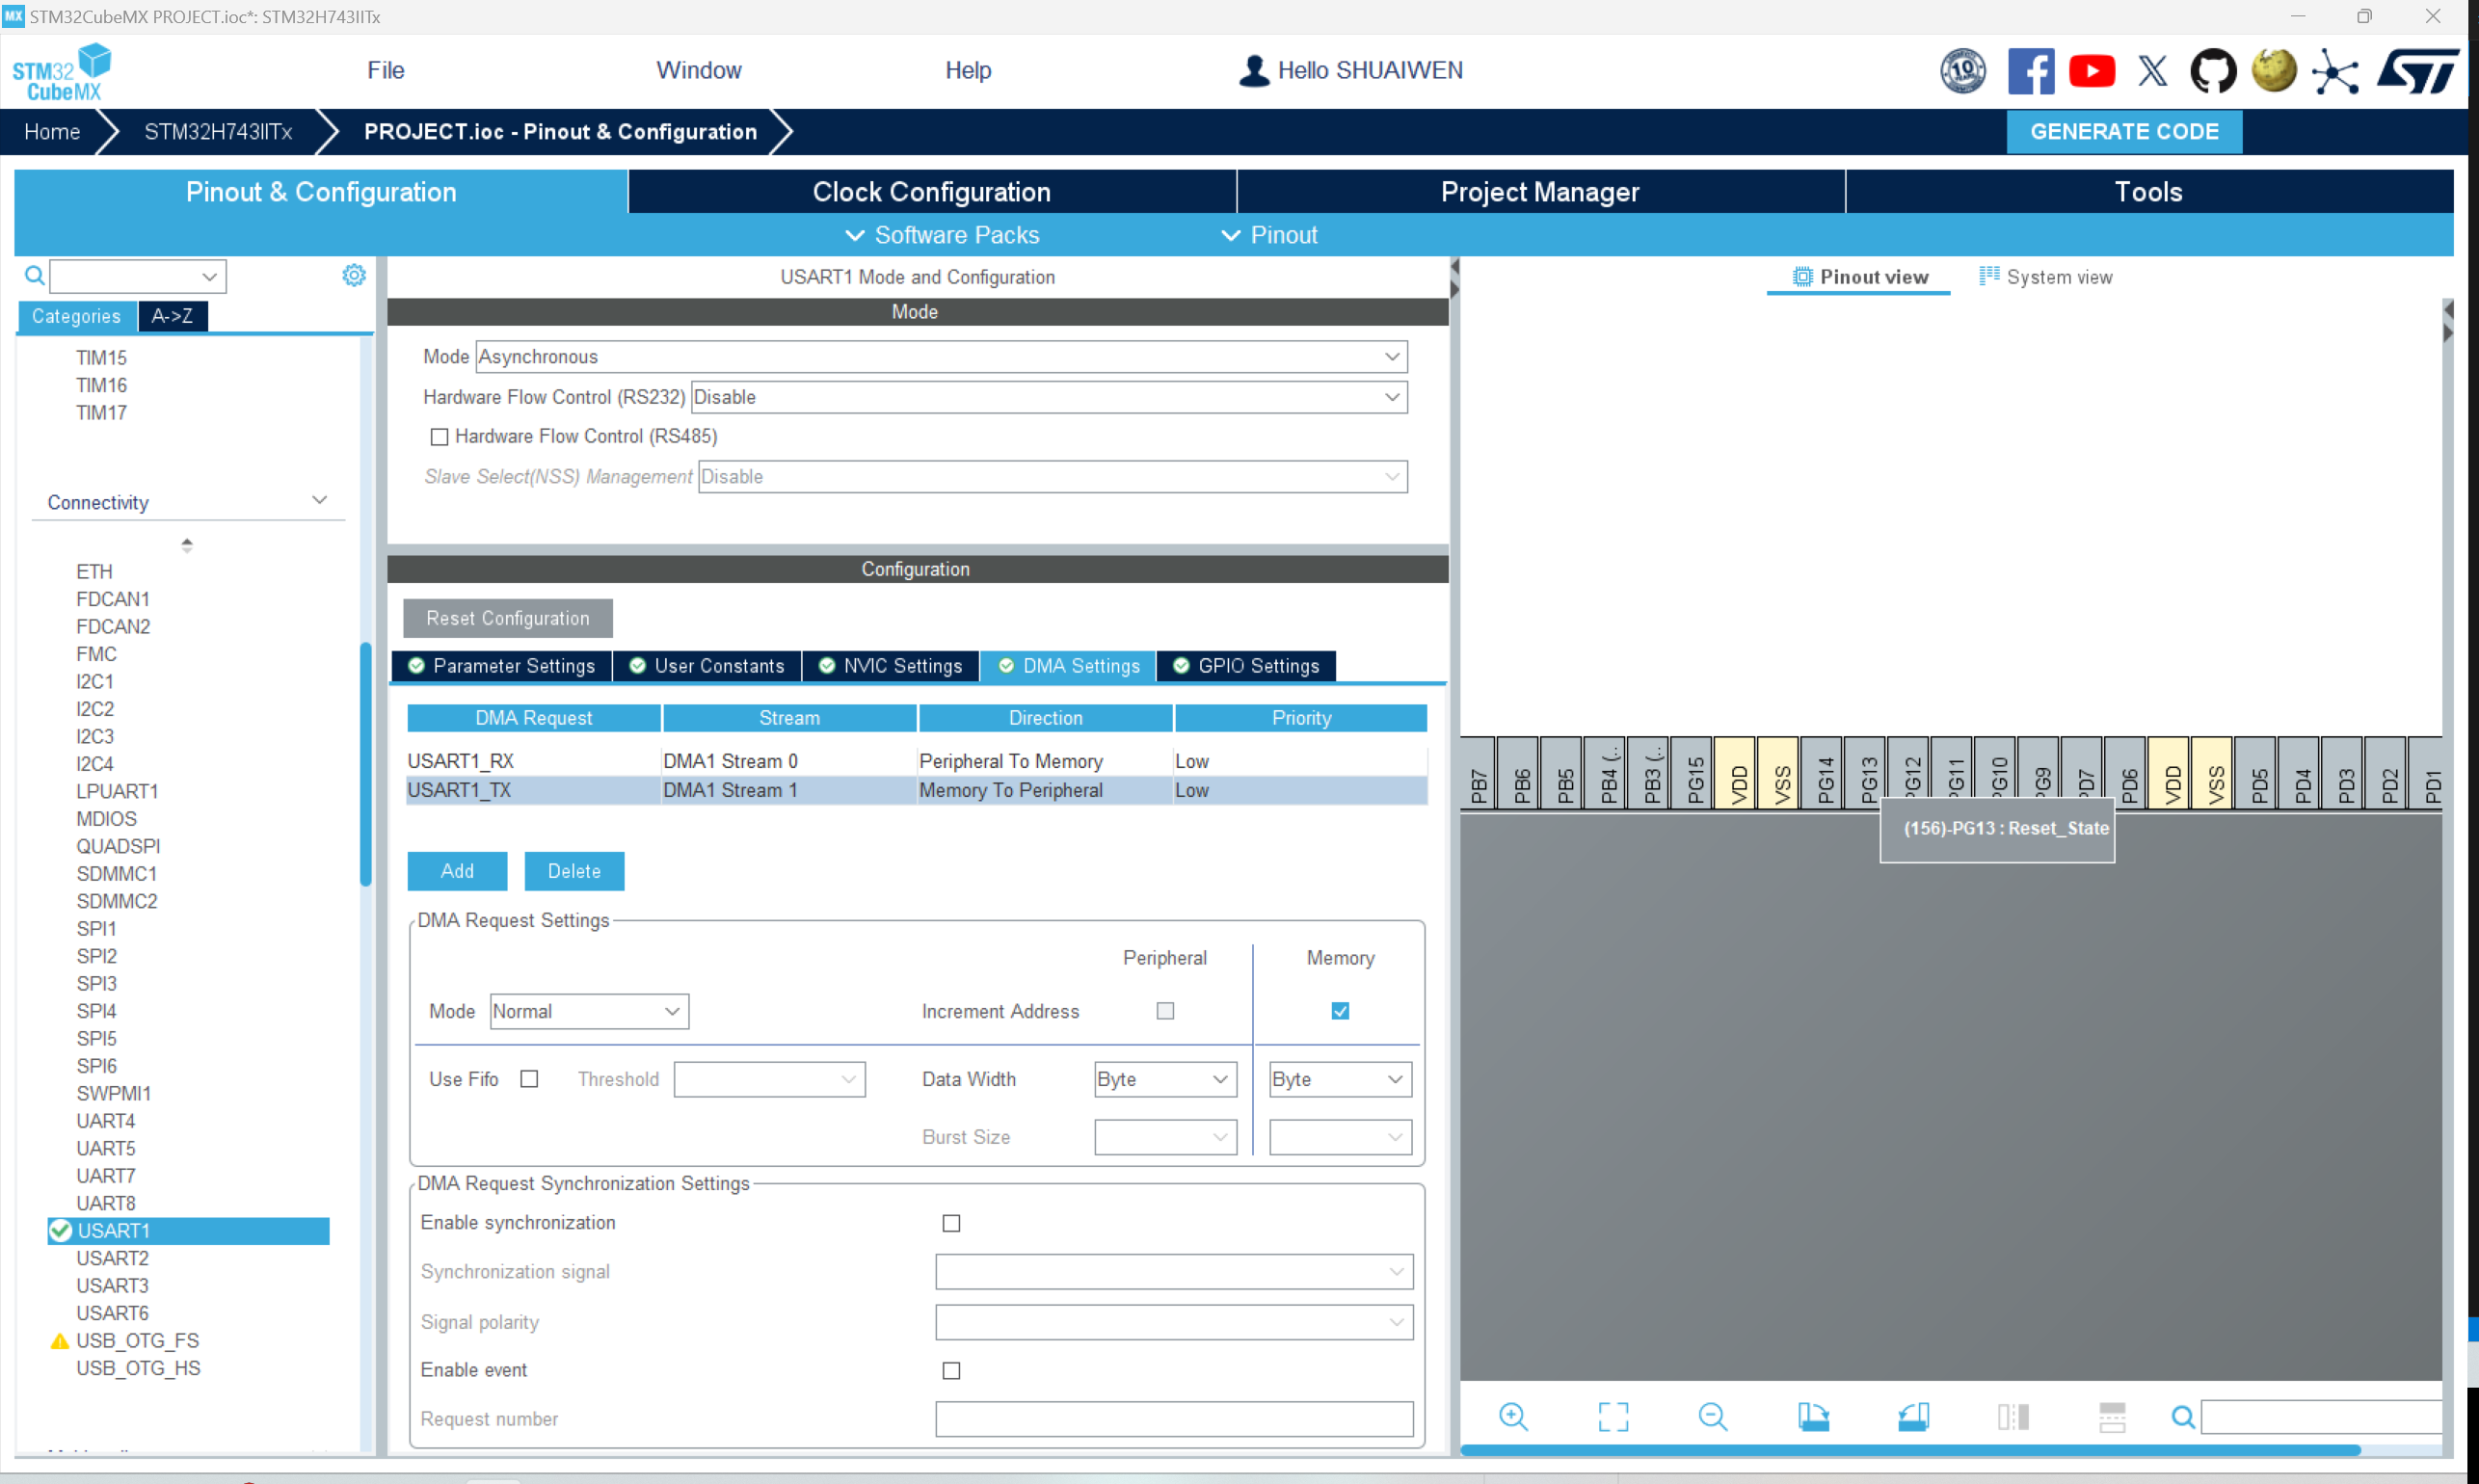 MX STM32CubeMX PROJECT.ioc*: STM32H743IITx
STM32 CubeMX
File
Window
Help
Hello SHUAIWEN
10
Home
STM32H743IITx
PROJECT.ioc - Pinout & Configuration
GENERATE CODE
Pinout & Configuration
Clock Configuration
Project Manager
Tools
Software Packs
Pinout
Categories
A->Z
TIM15
TIM16
TIM17
Connectivity
ETH
FDCAN1
FDCAN2
FMC
I2C1
I2C2
I2C3
I2C4
LPUART1
MDIOS
QUADSPI
SDMMC1
SDMMC2
SPI1
SPI2
SPI3
SPI4
SPI5
SPI6
SWPMI1
UART4
UART5
UART7
UART8
USART1
USART2
USART3
USART6
USB_OTG_FS
USB_OTG_HS
USART1 Mode and Configuration
Mode
Mode Asynchronous
Hardware Flow Control (RS232) Disable
Hardware Flow Control (RS485)
Slave Select(NSS) Management Disable
Configuration
Reset Configuration
Parameter Settings
User Constants
NVIC Settings
DMA Settings
GPIO Settings
DMA Request Stream Direction Priority
USART1_RX DMA1 Stream 0 Peripheral To Memory Low
USART1_TX DMA1 Stream 1 Memory To Peripheral Low
Add
Delete
DMA Request Settings
Peripheral Memory
Mode Normal Increment Address
Use Fifo Threshold Data Width Byte Byte
Burst Size
DMA Request Synchronization Settings
Enable synchronization
Synchronization signal
Signal polarity
Enable event
Request number
Pinout view
System view
PB7
PB6
PB5
PB4 (..
PB3 (..
PG15
VDD
VSS
PG14
PG13
PG12
PG11
PG10
PG9
PD7
PD6
VDD
VSS
PD5
PD4
PD3
PD2
PD1
(156)-PG13 : Reset_State